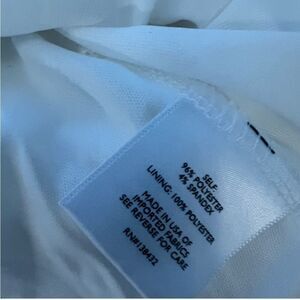 SELF:
96% POLYESTER
4% SPANDEX
LINING: 100% POLYESTER
MADE IN USA OF
IMPORTED FABRICS
SEE REVERSE FOR CARE
RN#138432